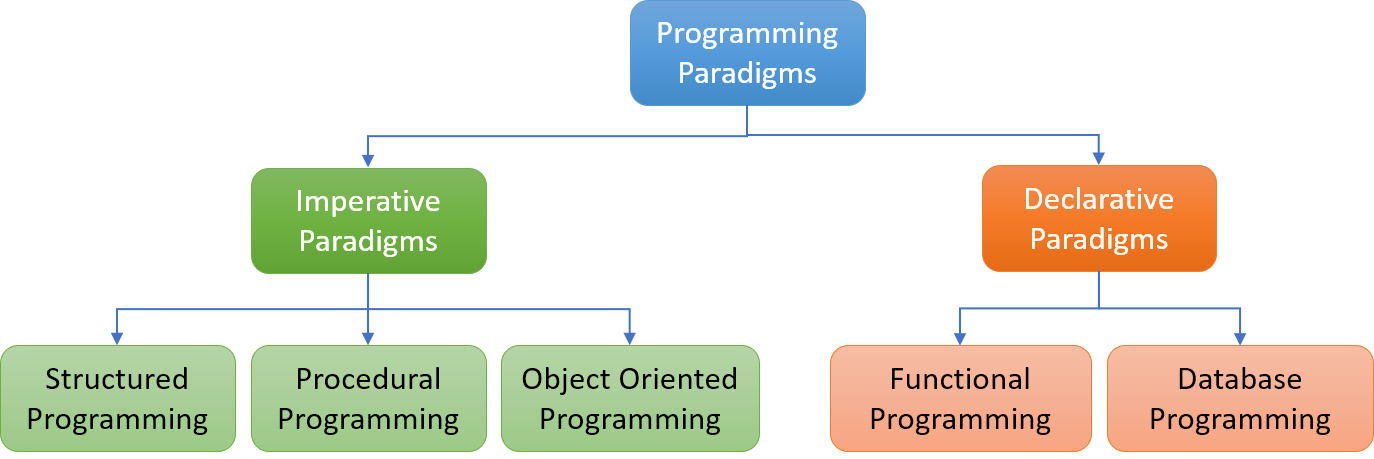 Programming
Paradigms
Imperative
Paradigms
Declarative
Paradigms
Structured
Programming
Procedural
Programming
Object Oriented
Programming
Functional
Programming
Database
Programming